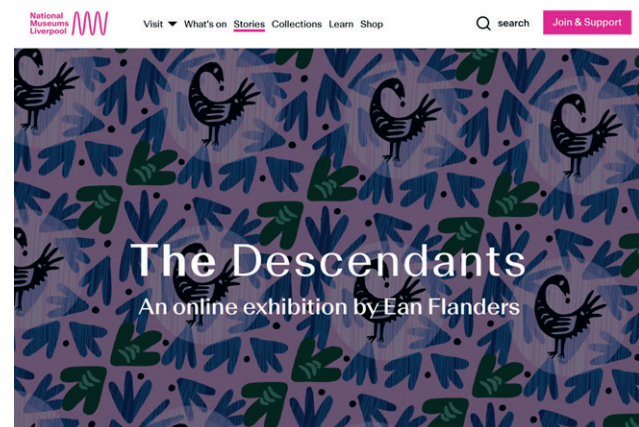 National
Museums
Liverpool
Visit What's on Stories Collections Learn Shop
search
Join & Support
The Descendants
An online exhibition by Ean Flanders